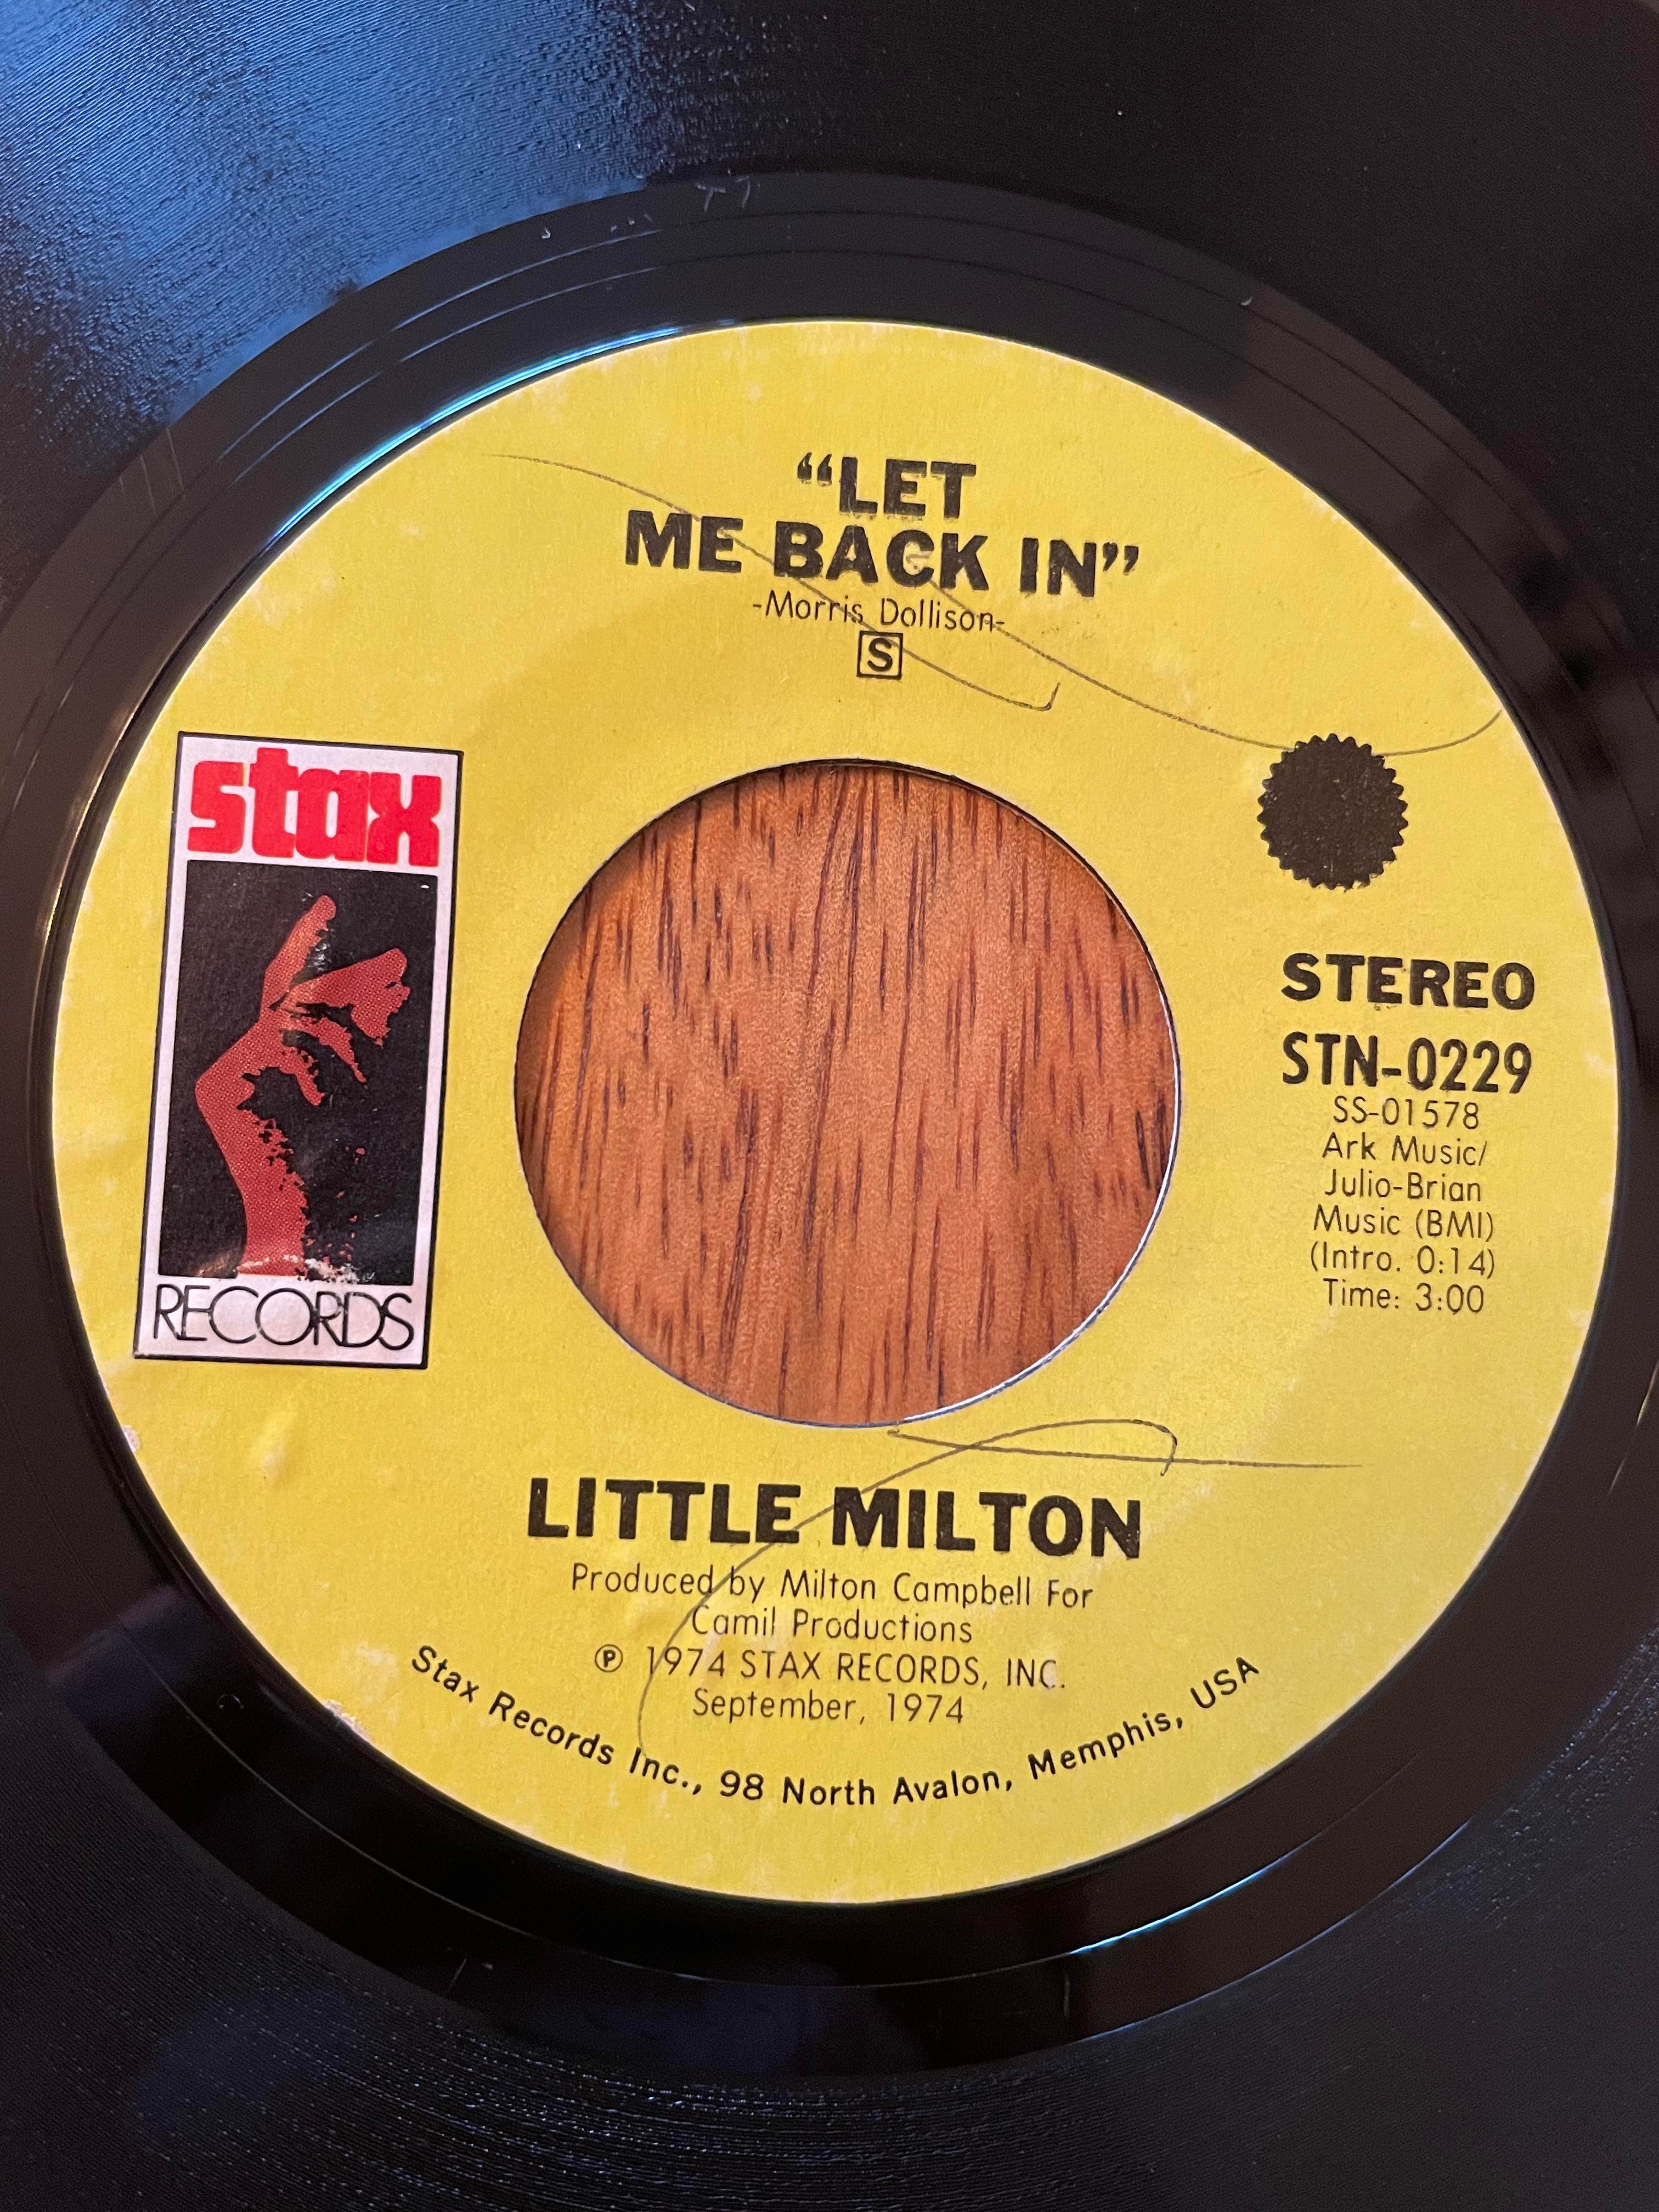 “LET
ME BACK IN”
-Morris Dollison-
S
stax
RECORDS
STEREO
STN-0229
SS-01578
Ark Music/
Julio-Brian
Music (BMI)
(Intro. 0:14)
Time: 3:00
LITTLE MILTON
Produced by Milton Campbell For
Camil Productions
℗ 1974 STAX RECORDS, INC.
September, 1974
Stax Records Inc., 98 North Avalon, Memphis, USA